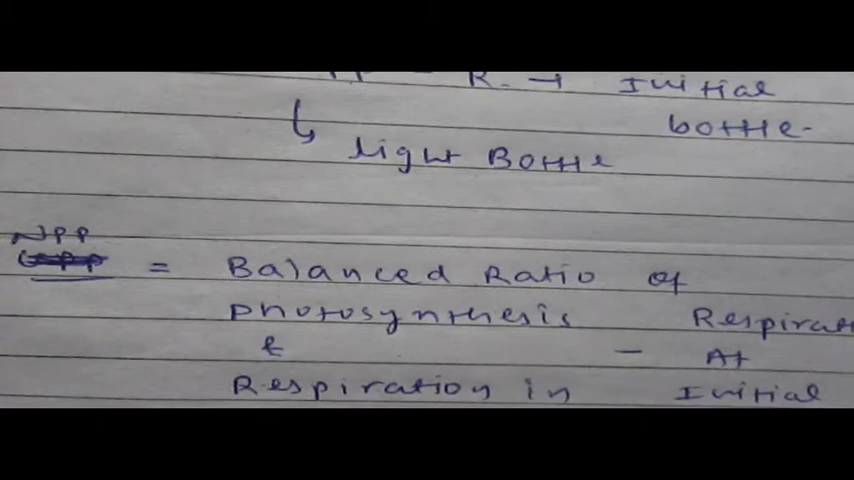 R. → Initial
bottle-
↳ Light Bottle
NPP
= Balanced Ratio of
photosynthesis Respirat
& - At
Respiration in Initial